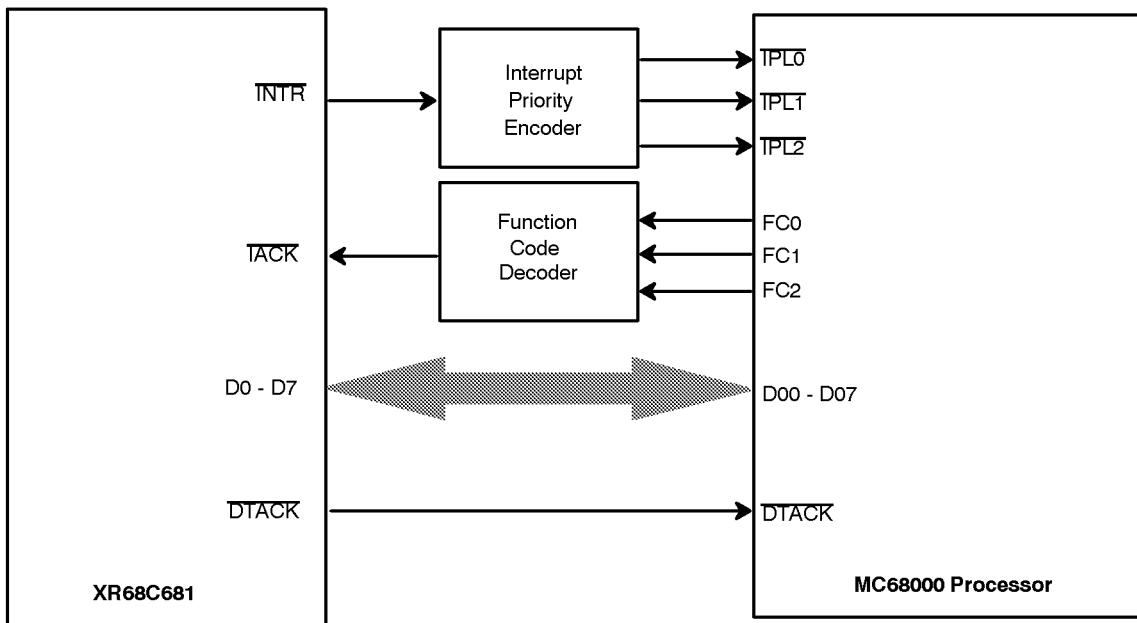 INTR
Interrupt
Priority
Encoder
IPL0
IPL1
IPL2
IACK
Function
Code
Decoder
FC0
FC1
FC2
D0 - D7
D00 - D07
DTACK
DTACK
XR68C681
MC68000 Processor